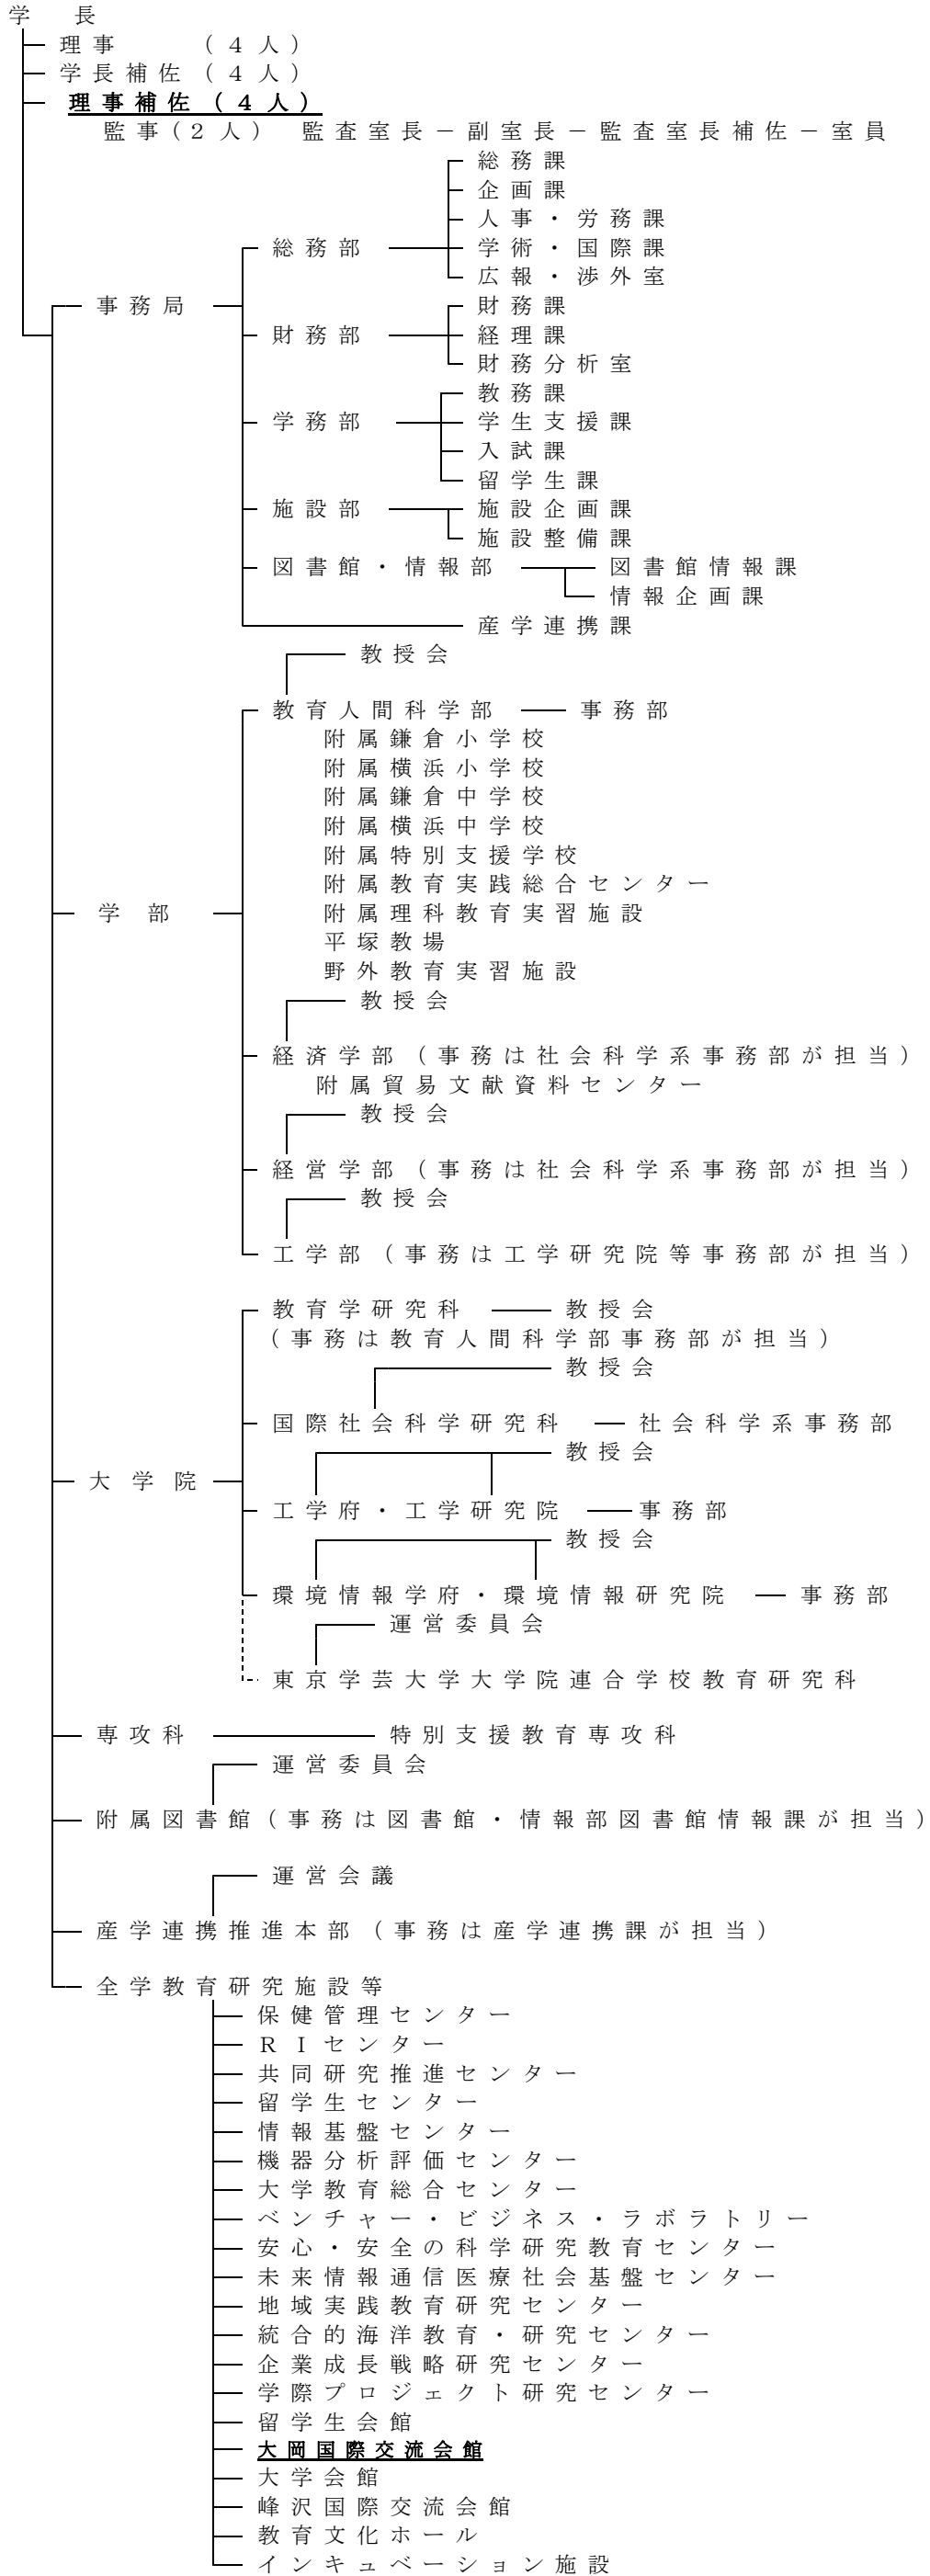 学長
理事（４人）
学長補佐（４人）
理事補佐（４人）
監事（２人）　監査室長－副室長－監査室長補佐－室員
総務課
企画課
人事・労務課
総務部　学術・国際課
広報・渉外室
事務局　財務課
財務部　経理課
財務分析室
教務課
学務部　学生支援課
入試課
留学生課
施設部　施設企画課
施設整備課
図書館・情報部　図書館情報課
情報企画課
産学連携課
教授会
教育人間科学部　事務部
附属鎌倉小学校
附属横浜小学校
附属鎌倉中学校
附属横浜中学校
附属特別支援学校
附属教育実践総合センター
学部　附属理科教育実習施設
平塚教場
野外教育実習施設
教授会
経済学部（事務は社会科学系事務部が担当）
附属貿易文献資料センター
教授会
経営学部（事務は社会科学系事務部が担当）
教授会
工学部（事務は工学研究院等事務部が担当）
教育学研究科　教授会
（事務は教育人間科学部事務部が担当）
教授会
国際社会科学研究科　社会科学系事務部
教授会
大学院
工学府・工学研究院　事務部
教授会
環境情報学府・環境情報研究院　事務部
運営委員会
東京学芸大学大学院連合学校教育研究科
専攻科　特別支援教育専攻科
運営委員会
附属図書館（事務は図書館・情報部図書館情報課が担当）
運営会議
産学連携推進本部（事務は産学連携課が担当）
全学教育研究施設等
保健管理センター
ＲＩセンター
共同研究推進センター
留学生センター
情報基盤センター
機器分析評価センター
大学教育総合センター
ベンチャー・ビジネス・ラボラトリー
安心・安全の科学研究教育センター
未来情報通信医療社会基盤センター
地域実践教育研究センター
統合的海洋教育・研究センター
企業成長戦略研究センター
学際プロジェクト研究センター
留学生会館
大岡国際交流会館
大学会館
峰沢国際交流会館
教育文化ホール
インキュベーション施設